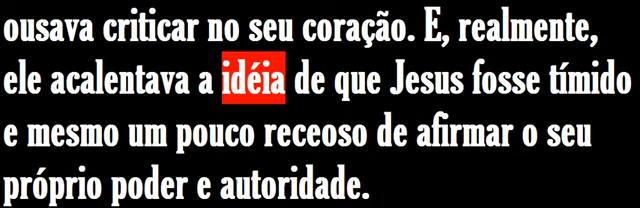 ousava criticar no seu coração. E, realmente,
ele acalentava a idéia de que Jesus fosse tímido
e mesmo um pouco receoso de afirmar o seu
próprio poder e autoridade.